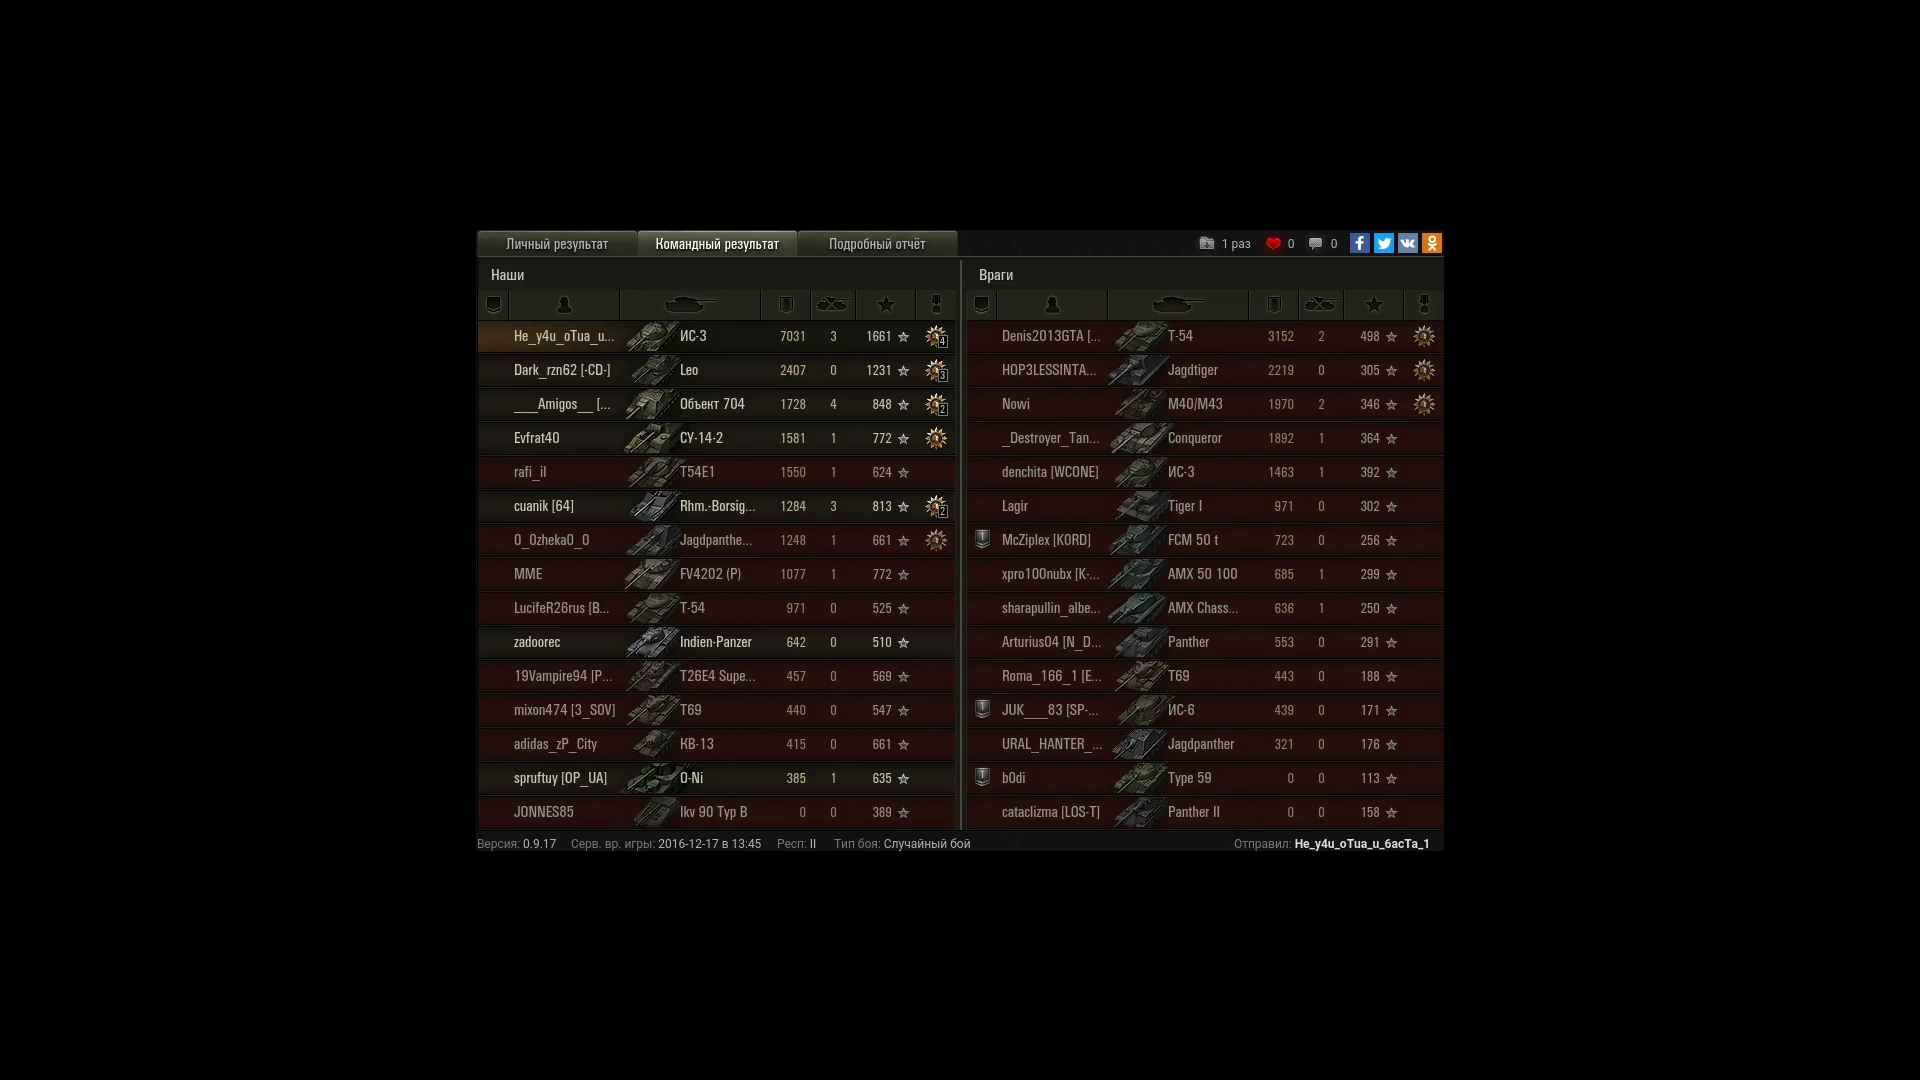 Личный результат Командный результат Подробный отчёт 1 раз 0 0
Наши Враги
He_y4u_oTua_u... ИС-3 7031 3 1661 4 Denis2013GTA [... Т-54 3152 2 498
Dark_rzn62 [-CD-] Leo 2407 0 1231 3 HOP3LESSINTA... Jagdtiger 2219 0 305
___Amigos__ [... Объект 704 1728 4 848 2 Nowi M40/M43 1970 2 346
Evfrat40 СУ-14-2 1581 1 772 _Destroyer_Tan... Conqueror 1892 1 364
rafi_il T54E1 1550 1 624 denchita [WCONE] ИС-3 1463 1 392
cuanik [64] Rhm.-Borsig... 1284 3 813 2 Lagir Tiger I 971 0 302
0_0zheka0_0 Jagdpanthe... 1248 1 661 McZiplex [KORD] FCM 50 t 723 0 256
MME FV4202 (P) 1077 1 772 xpro100nubx [K-... AMX 50 100 685 1 299
LucifeR26rus [B... Т-54 971 0 525 sharapullin_albe... AMX Chass... 636 1 250
zadoorec Indien-Panzer 642 0 510 Arturius04 [N_D... Panther 553 0 291
19Vampire94 [P... T26E4 Supe... 457 0 569 Roma_166_1 [E... T69 443 0 188
mixon474 [3_SOV] T69 440 0 547 JUK___83 [SP-... ИС-6 439 0 171
adidas_zP_City КВ-13 415 0 661 URAL_HANTER_... Jagdpanther 321 0 176
spruftuy [OP_UA] O-Ni 385 1 635 b0di Type 59 0 0 113
JONNES85 Ikv 90 Typ B 0 0 389 cataclizma [LOS-T] Panther II 0 0 158
Версия: 0.9.17 Серв. вр. игры: 2016-12-17 в 13:45 Респ: II Тип боя: Случайный бой Отправил: He_y4u_oTua_u_6acTa_1